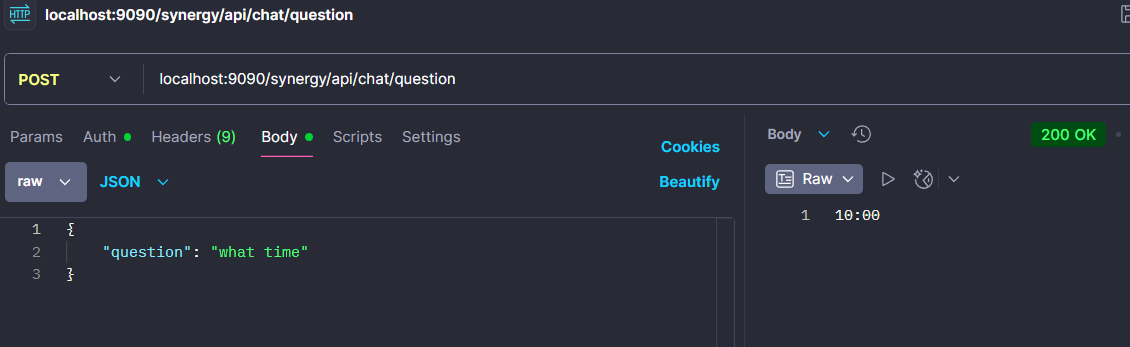 HTTP localhost:9090/synergy/api/chat/question
POST localhost:9090/synergy/api/chat/question
Params Auth Headers (9) Body Scripts Settings
Cookies
raw JSON
Beautify
1 {
2 "question": "what time"
3 }
Body 200 OK
Raw
1 10:00